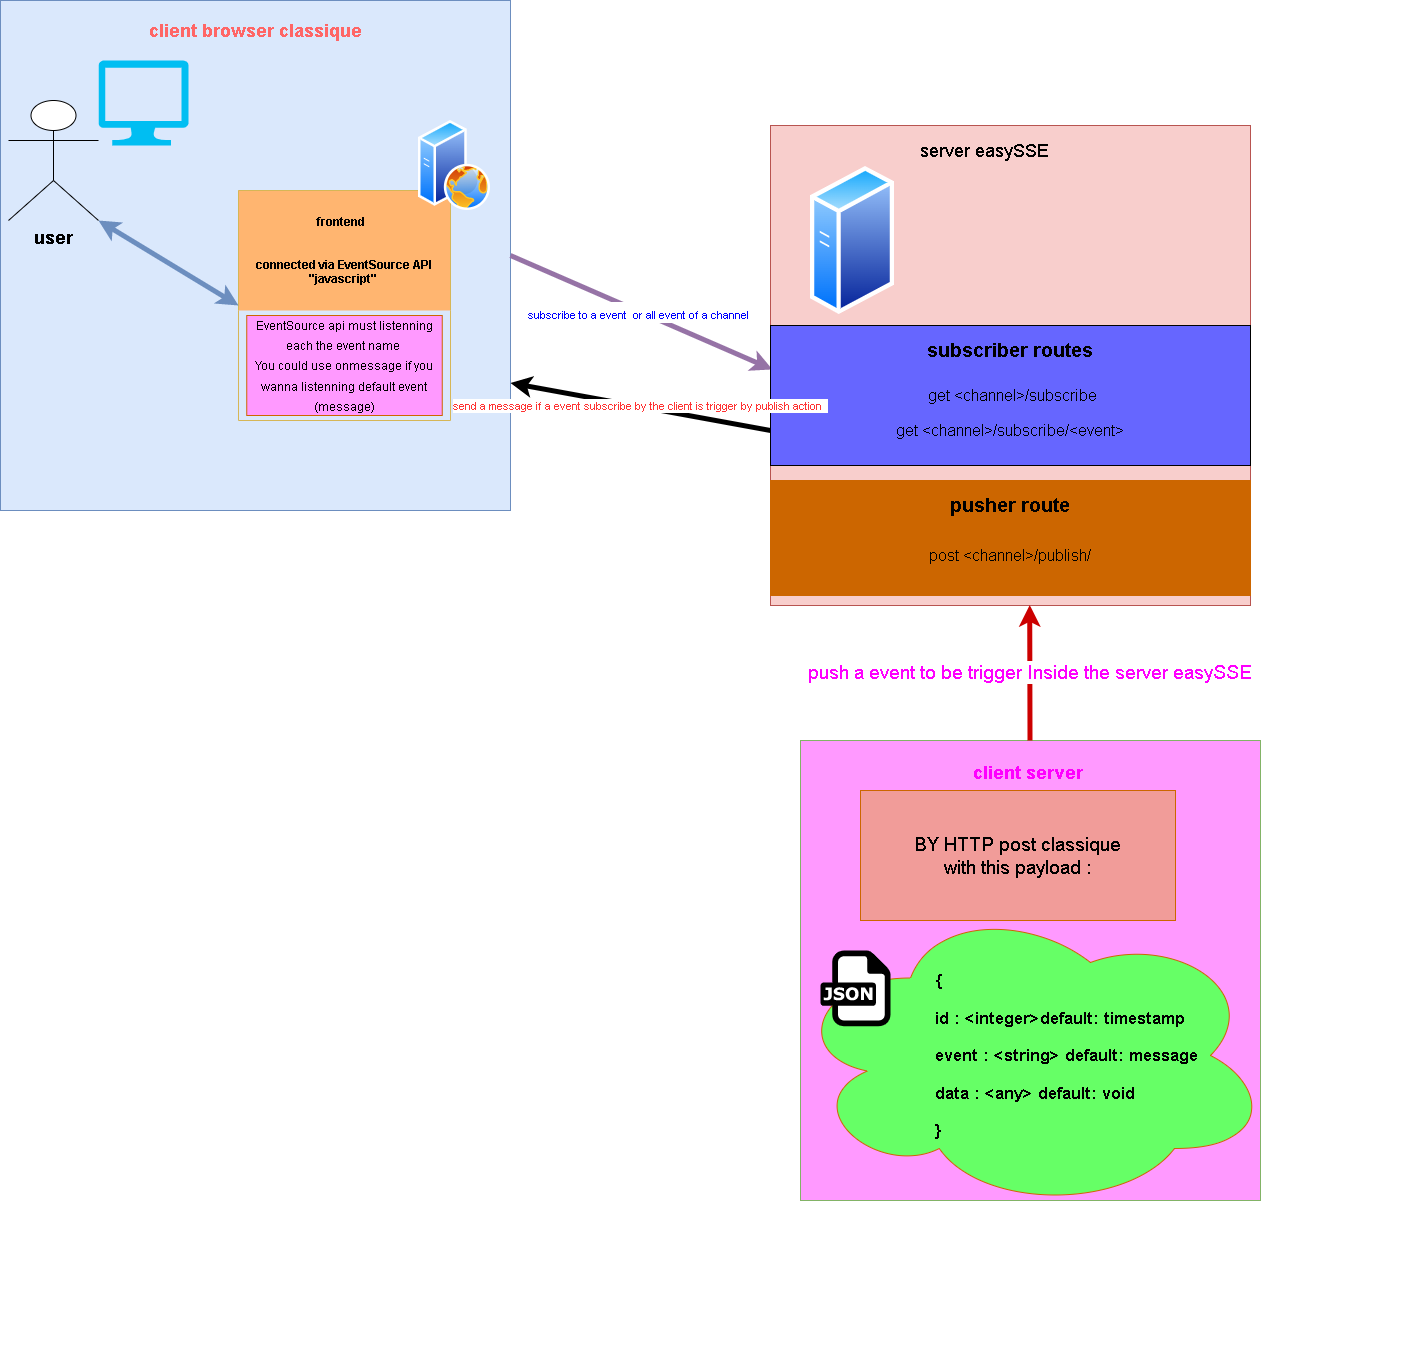 client browser classique
user
frontend
connected via EventSource API
"javascript"
EventSource api must listenning
each the event name
You could use onmessage if you
wanna listenning default event
(message)
subscribe to a event or all event of a channel
send a message if a event subscribe by the client is trigger by publish action
server easySSE
subscriber routes
get <channel>/subscribe
get <channel>/subscribe/<event>
pusher route
post <channel>/publish/
push a event to be trigger Inside the server easySSE
client server
BY HTTP post classique
with this payload :
JSON
{
id : <integer>default: timestamp
event : <string> default: message
data : <any> default: void
}